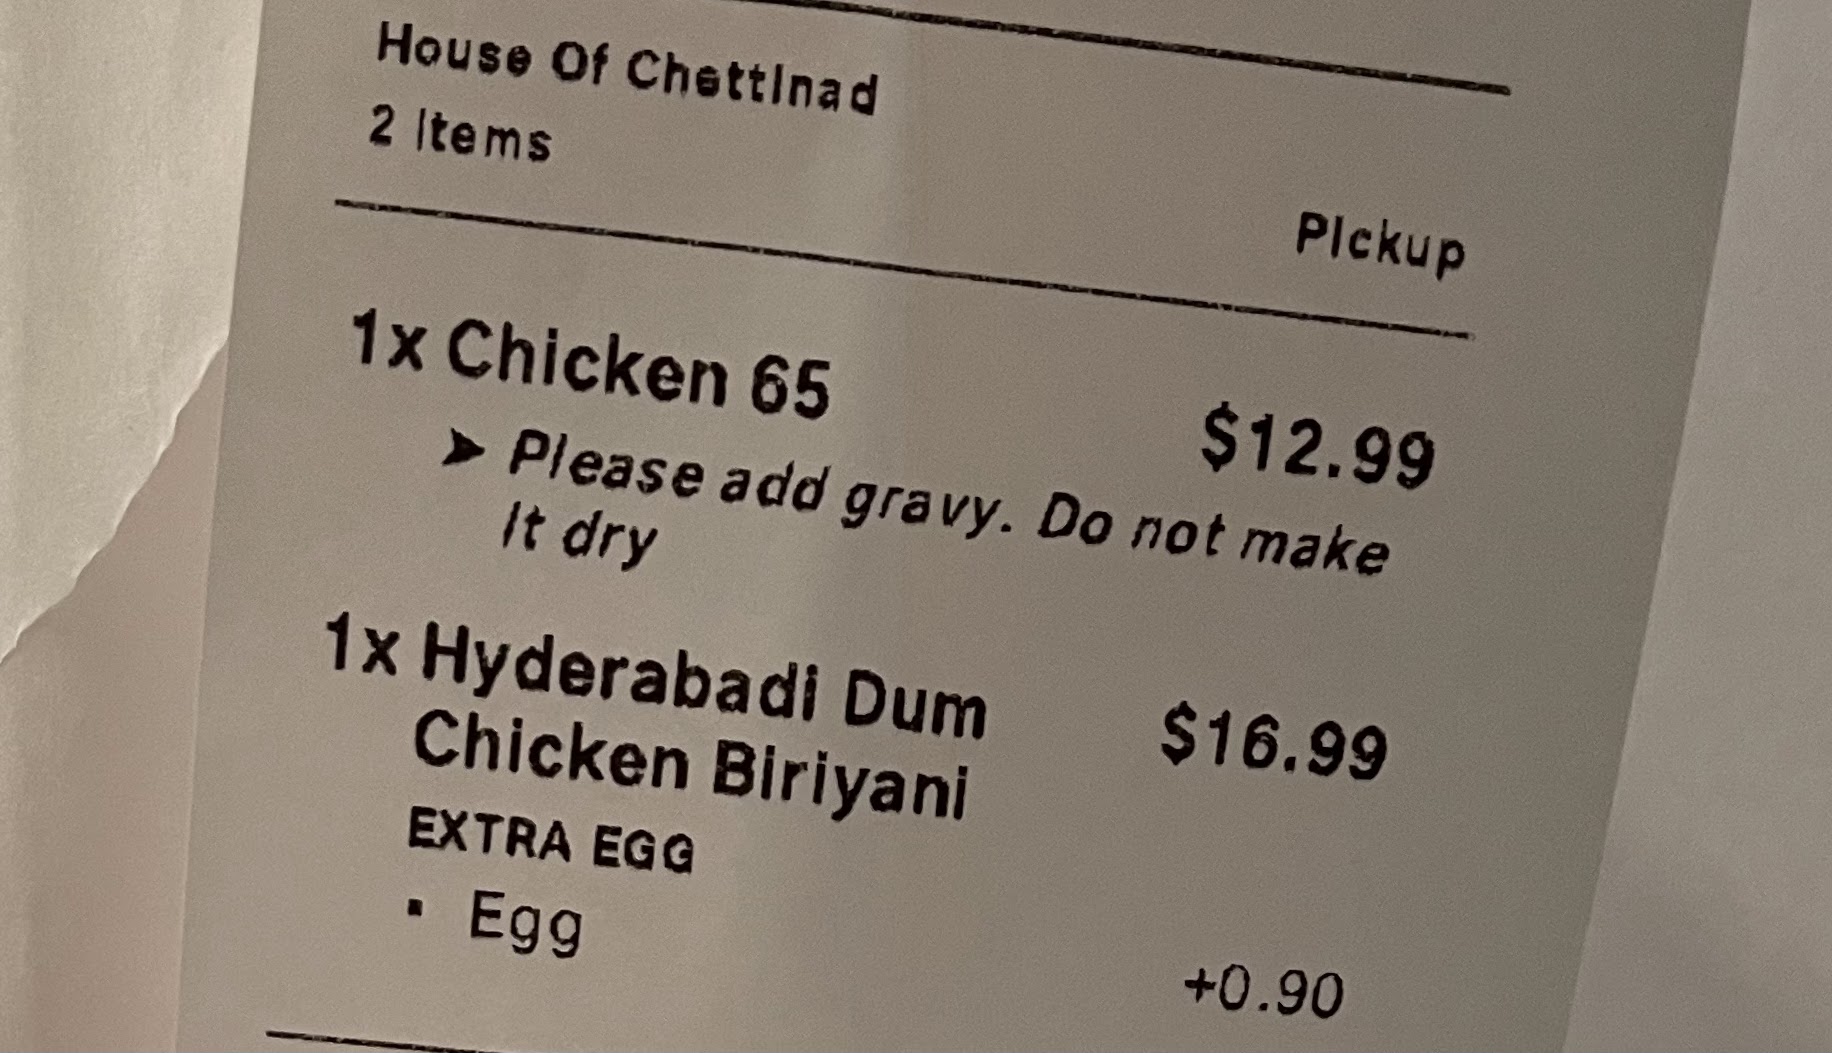 House Of Chettinad
2 Items
Pickup
1x Chicken 65
$12.99
➤ Please add gravy. Do not make
It dry
1x Hyderabadi Dum
$16.99
Chicken Biriyani
EXTRA EGG
▪ Egg
+0.90